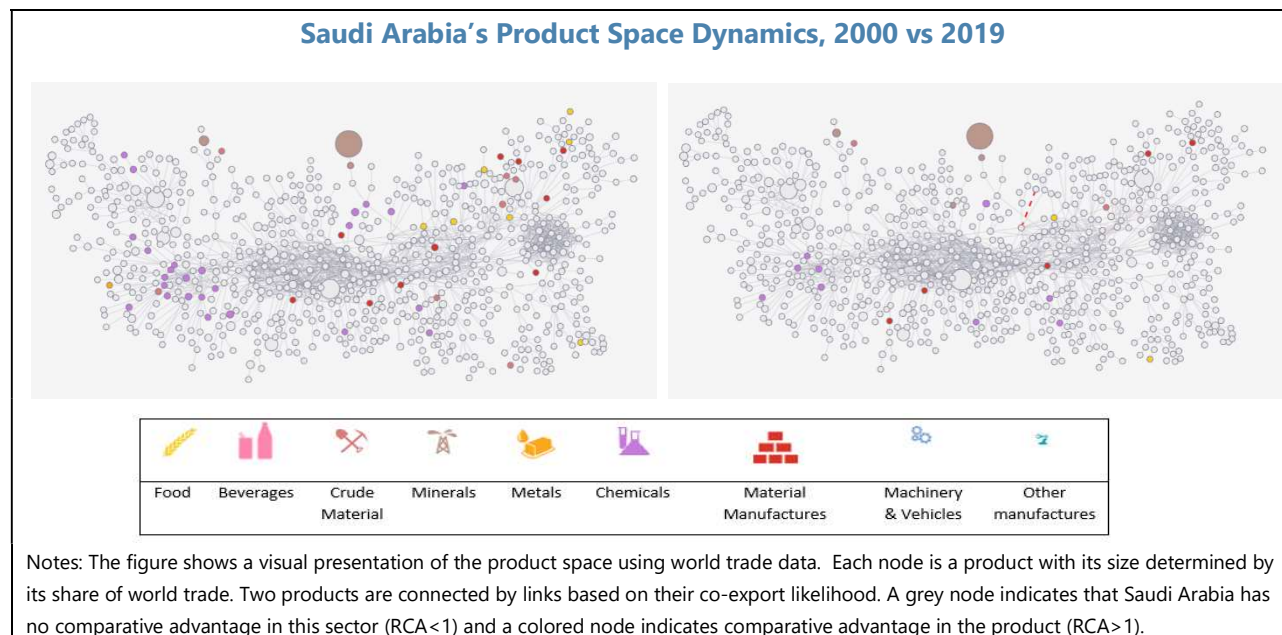 Saudi Arabia's Product Space Dynamics, 2000 vs 2019
Food Beverages Crude Material Minerals Metals Chemicals Material Manufactures Machinery & Vehicles Other manufactures
Notes: The figure shows a visual presentation of the product space using world trade data. Each node is a product with its size determined by
its share of world trade. Two products are connected by links based on their co-export likelihood. A grey node indicates that Saudi Arabia has
no comparative advantage in this sector (RCA<1) and a colored node indicates comparative advantage in the product (RCA>1).